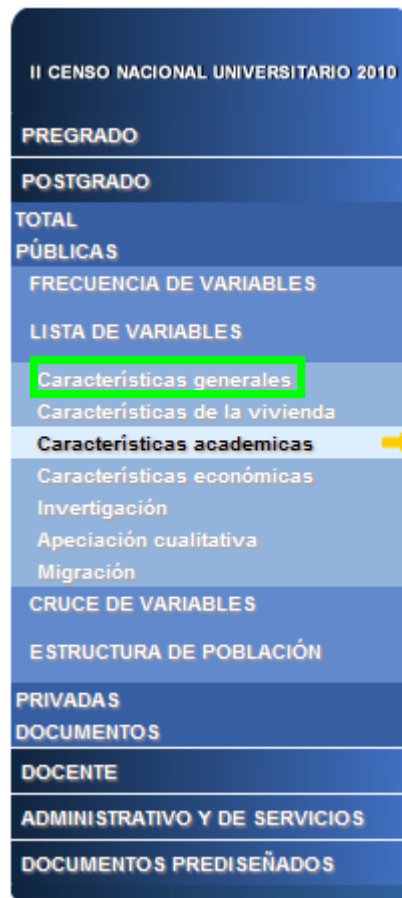 II CENSO NACIONAL UNIVERSITARIO 2010
PREGRADO
POSTGRADO
TOTAL
PÚBLICAS
FRECUENCIA DE VARIABLES
LISTA DE VARIABLES
Características generales
Características de la vivienda
Características academicas
Características económicas
Invertigación
Apeciación cualitativa
Migración
CRUCE DE VARIABLES
ESTRUCTURA DE POBLACIÓN
PRIVADAS
DOCUMENTOS
DOCENTE
ADMINISTRATIVO Y DE SERVICIOS
DOCUMENTOS PREDISEÑADOS